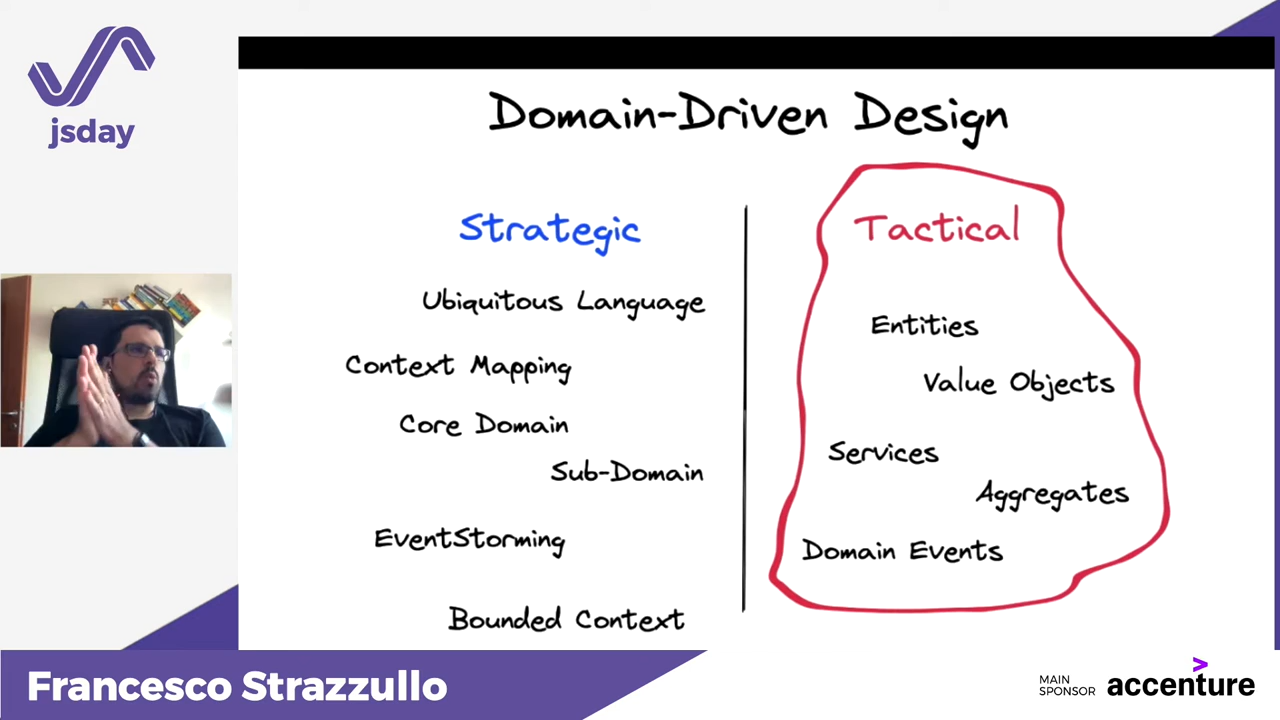 jsday
Domain-Driven Design
Strategic
Ubiquitous Language
Context Mapping
Core Domain
Sub-Domain
EventStorming
Bounded Context
Tactical
Entities
Value Objects
Services
Aggregates
Domain Events
Francesco Strazzullo
MAIN
SPONSOR
accenture